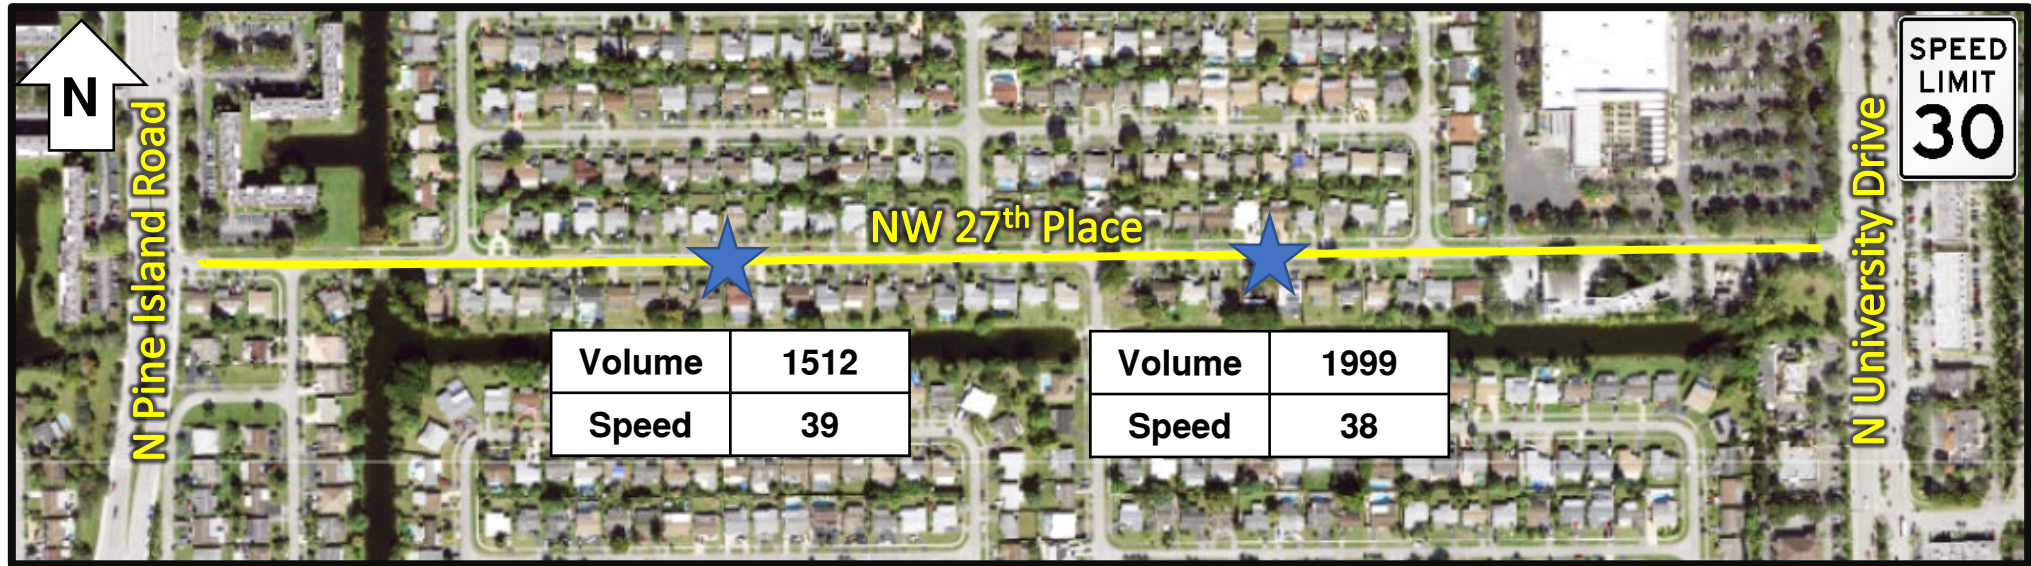 N
SPEED
LIMIT
30
N Pine Island Road
NW 27th Place
N University Drive
Volume 1512
Speed 39
Volume 1999
Speed 38